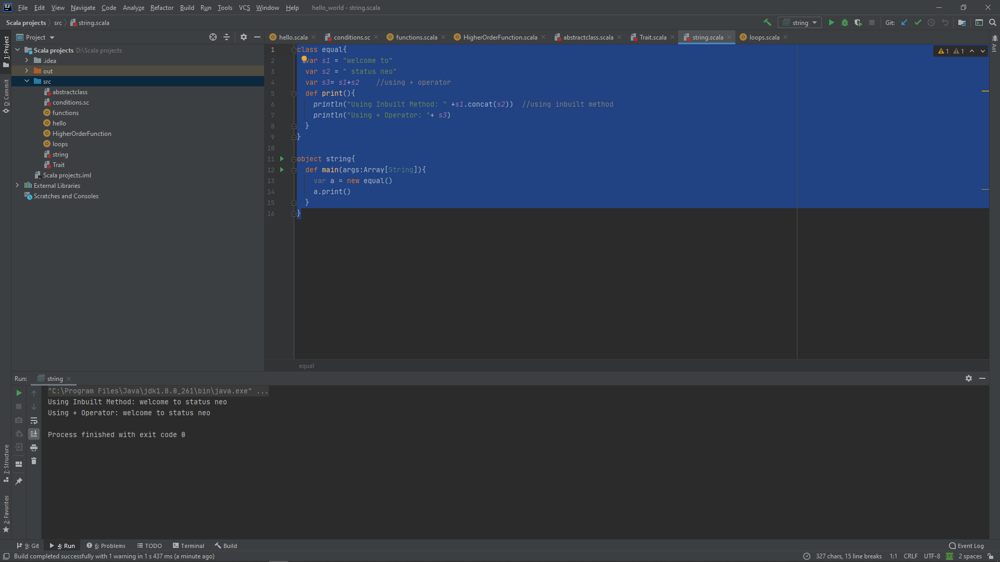 File Edit View Navigate Code Analyze Refactor Build Run Tools VCS Window Help hello_world - string.scala
Scala projects src string.scala string Git:
1: Project
0: Commit
7: Structure
2: Favorites
Ant
Project
hello.scala conditions.sc functions.scala HigherOrderFunction.scala abstractclass.scala Trait.scala string.scala loops.scala
Scala projects D:\Scala projects
.idea
out
src
abstractclass
conditions.sc
functions
hello
HigherOrderFunction
loops
string
Trait
Scala projects.iml
External Libraries
Scratches and Consoles
1 class equal{
2 var s1 = "welcome to"
3 var s2 = " status neo"
4 var s3= s1+s2 //using + operator
5 def print(){
6 println("Using Inbuilt Method: " +s1.concat(s2)) //using inbuilt method
7 println("Using + Operator: "+ s3)
8 }
9 }
10
11 object string{
12 def main(args:Array[String]){
13 var a = new equal()
14 a.print()
15 }
16 }
1 1
equal
Run: string
"C:\Program Files\Java\jdk1.8.0_261\bin\java.exe" ...
Using Inbuilt Method: welcome to status neo
Using + Operator: welcome to status neo
Process finished with exit code 0
9: Git 4: Run 6: Problems TODO Terminal Build Event Log
Build completed successfully with 1 warning in 1 s 437 ms (a minute ago) 327 chars, 15 line breaks 1:1 CRLF UTF-8 [T] 2 spaces